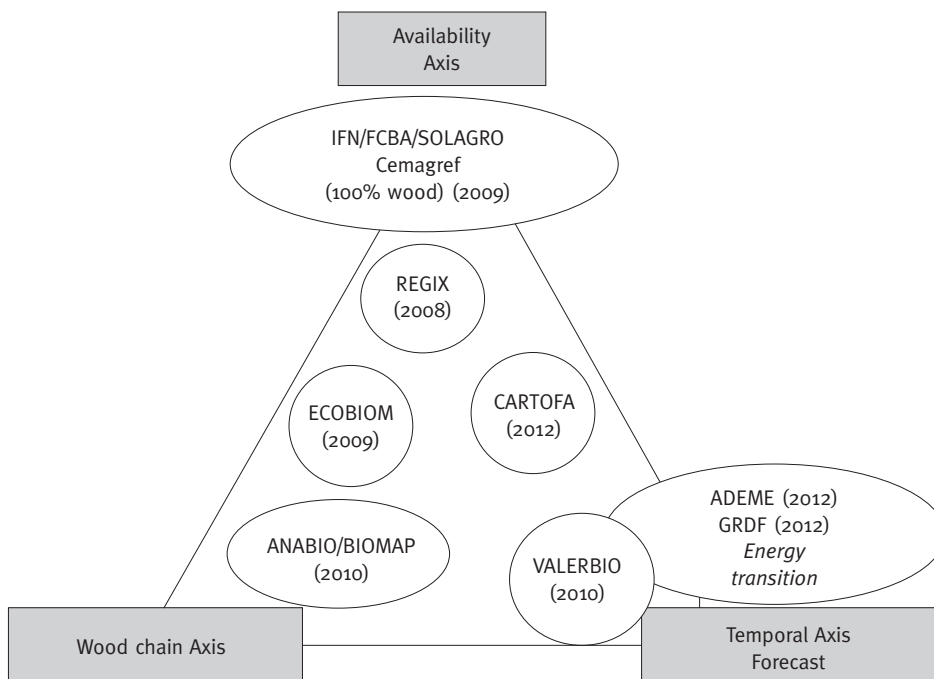 Availability
Axis
IFN/FCBA/SOLAGRO
Cemagref
(100% wood) (2009)
REGIX
(2008)
ECOBIOM
(2009)
CARTOFA
(2012)
ANABIO/BIOMAP
(2010)
VALERBIO
(2010)
ADEME (2012)
GRDF (2012)
Energy
transition
Wood chain Axis
Temporal Axis
Forecast